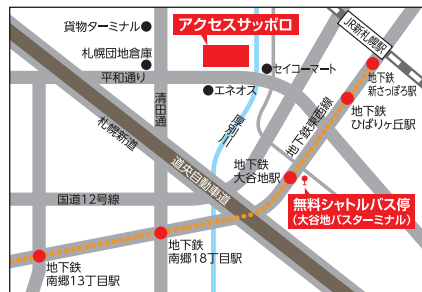 貨物ターミナル
アクセスサッポロ
JR新札幌駅
札幌団地倉庫
平和通り
セイコーマート
地下鉄
新さっぽろ駅
エネオス
清田通
厚別川
地下鉄東西線
地下鉄
ひばりヶ丘駅
札幌新道
道央自動車道
地下鉄
大谷地駅
国道12号線
無料シャトルバス停
(大谷地バスターミナル)
地下鉄
南郷18丁目駅
地下鉄
南郷13丁目駅